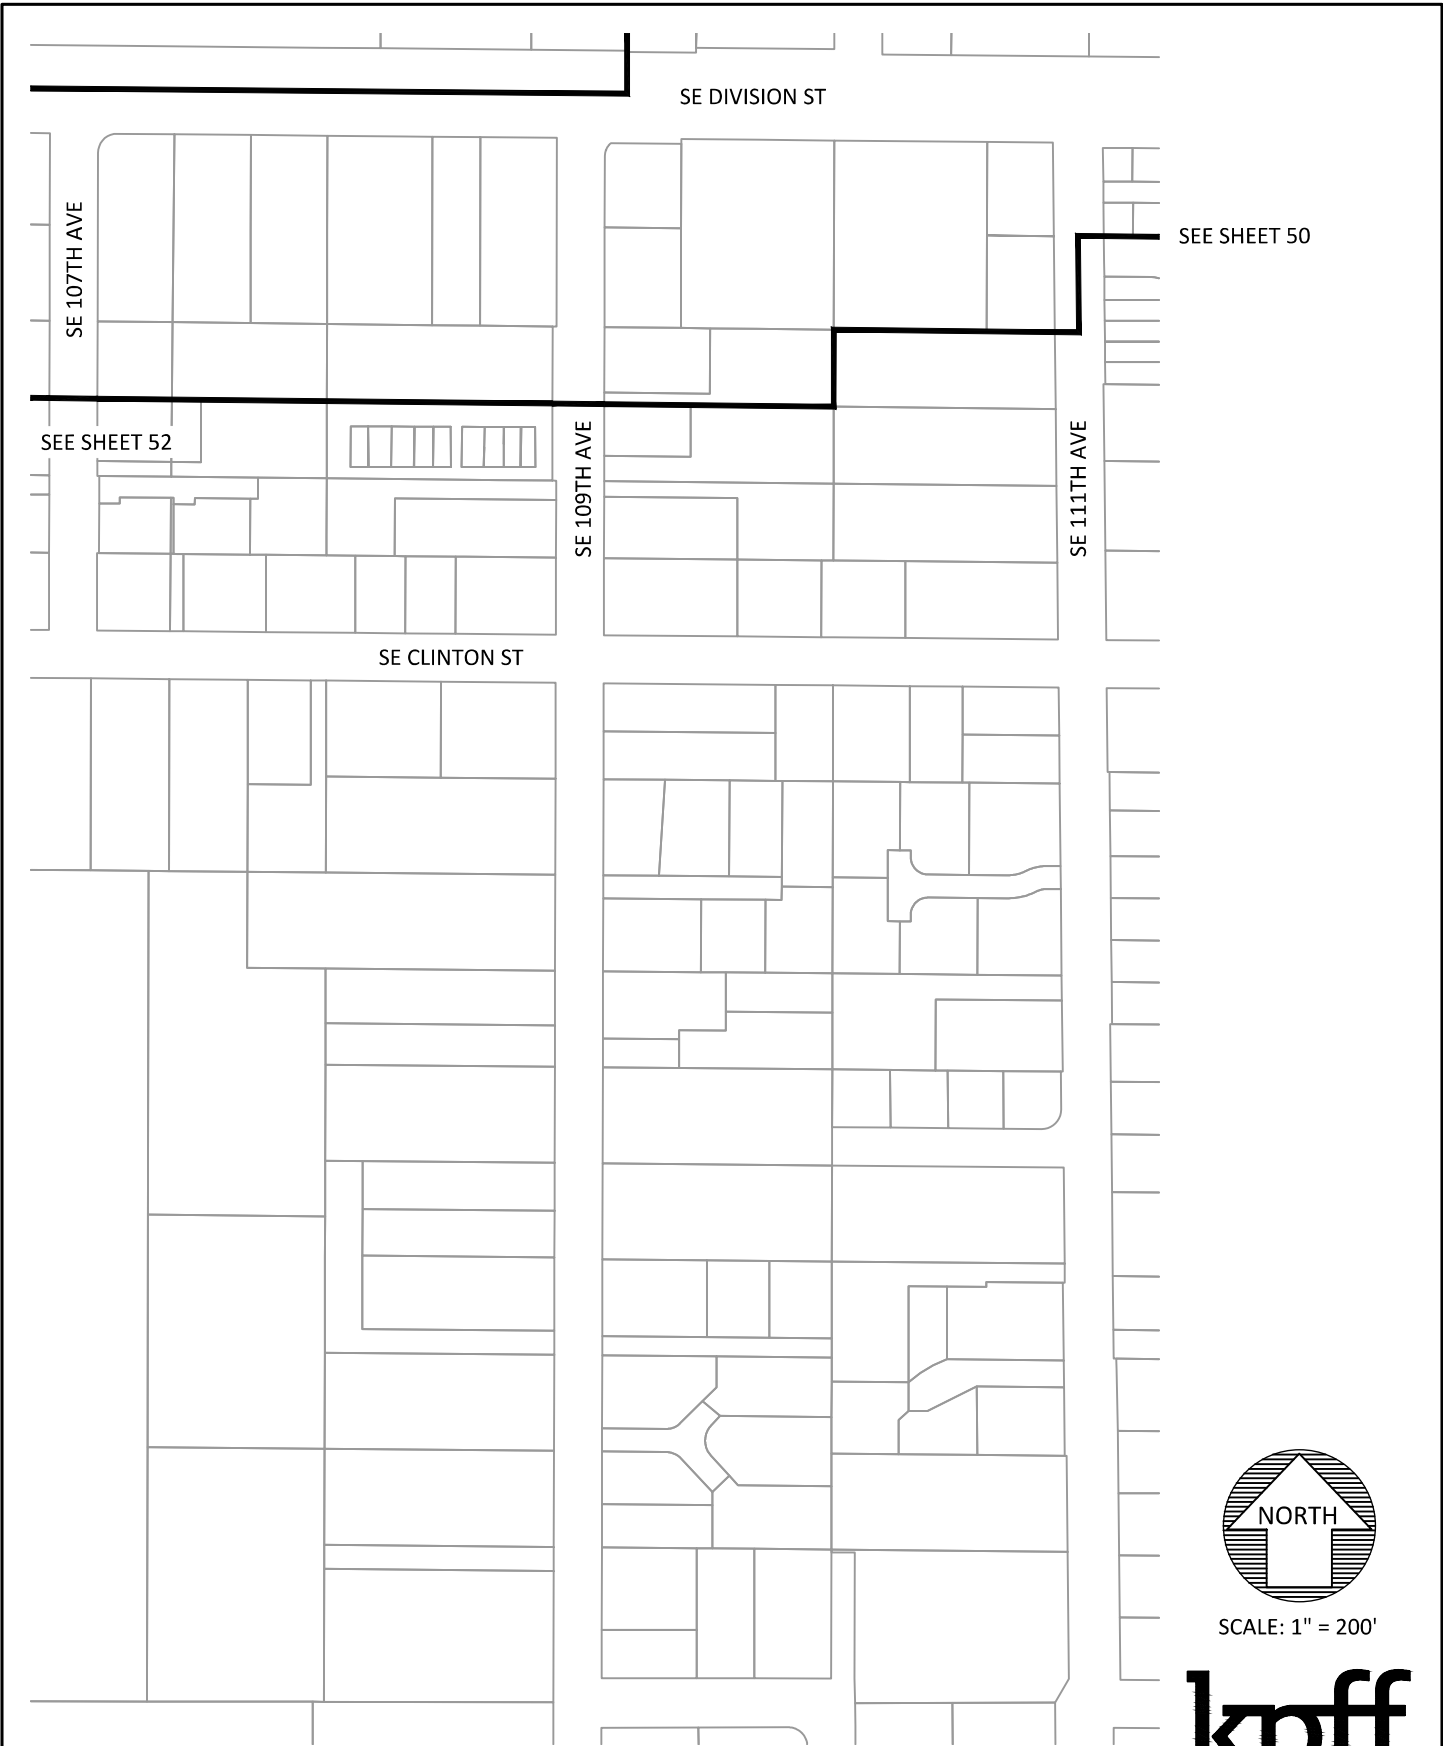 SE DIVISION ST
SE 107TH AVE
SEE SHEET 50
SEE SHEET 52
SE 109TH AVE
SE 111TH AVE
SE CLINTON ST
NORTH
SCALE: 1" = 200'
kpff